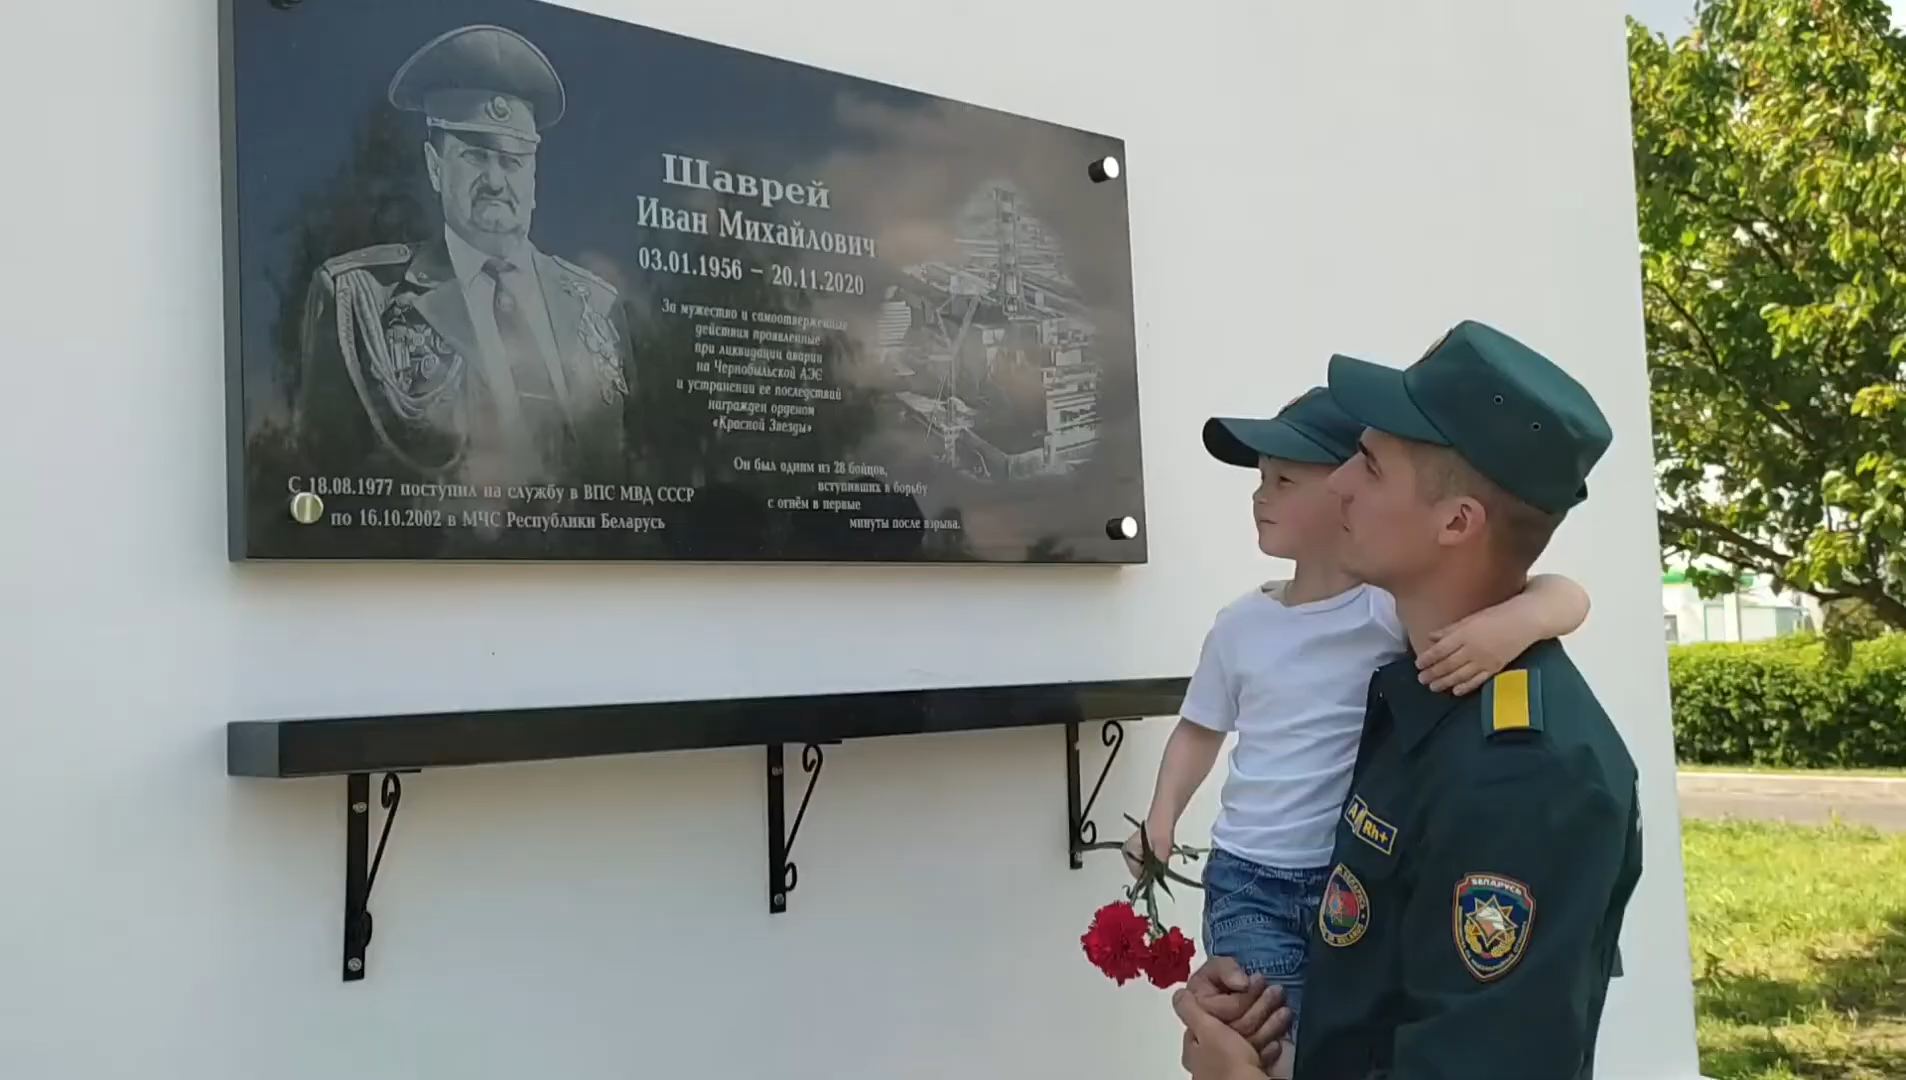 Шаврей
Иван Михайлович
03.01.1956 – 20.11.2020
За мужество и самоотверженные
действия проявленные
при ликвидации аварии
на Чернобыльской АЭС
и устранении ее последствий
награжден орденом
«Красной Звезды»
Он был одним из 28 бойцов,
вступивших в борьбу
с огнём в первые
минуты после взрыва.
С 18.08.1977 поступил на службу в ВПС МВД СССР
по 16.10.2002 в МЧС Республики Беларусь
A
Rh+
БЕЛАРУСЬ